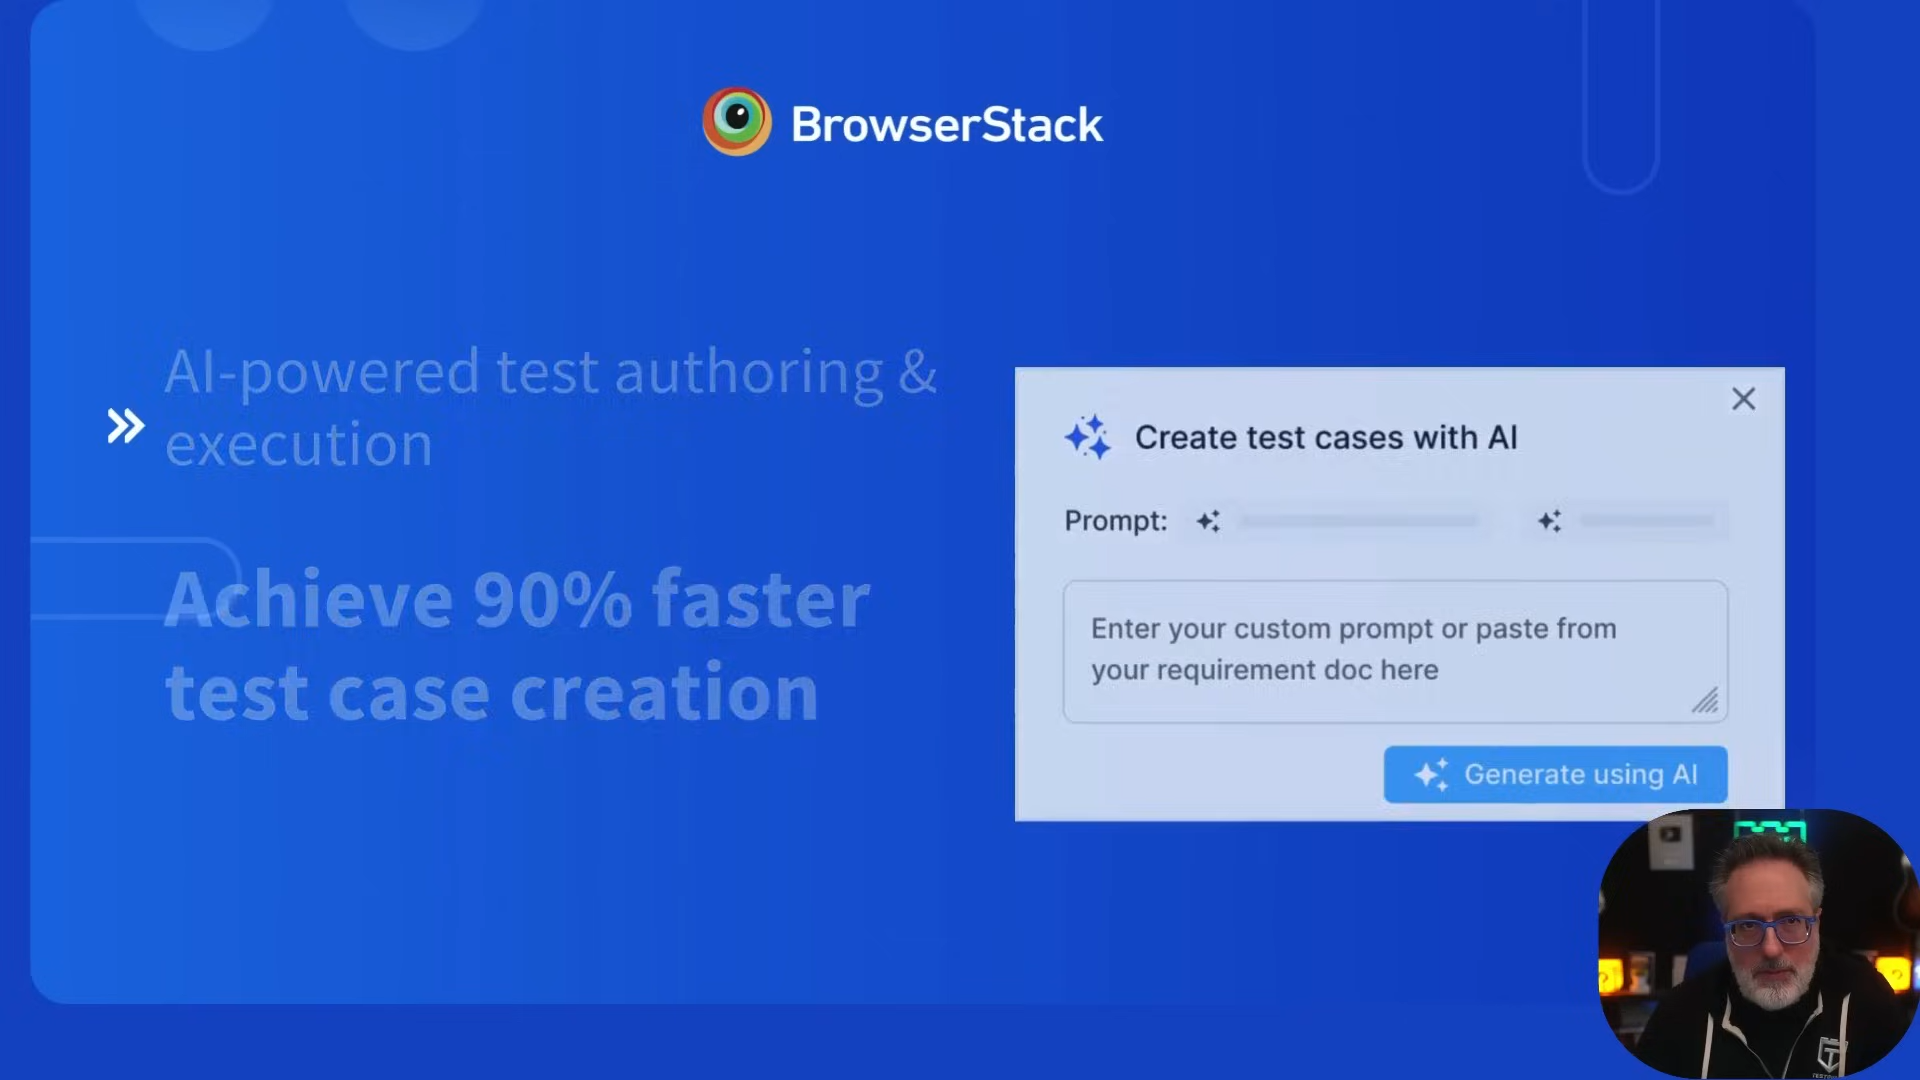 BrowserStack
AI-powered test authoring &
execution
Achieve 90% faster
test case creation
Create test cases with AI
Prompt:
Enter your custom prompt or paste from
your requirement doc here
Generate using AI